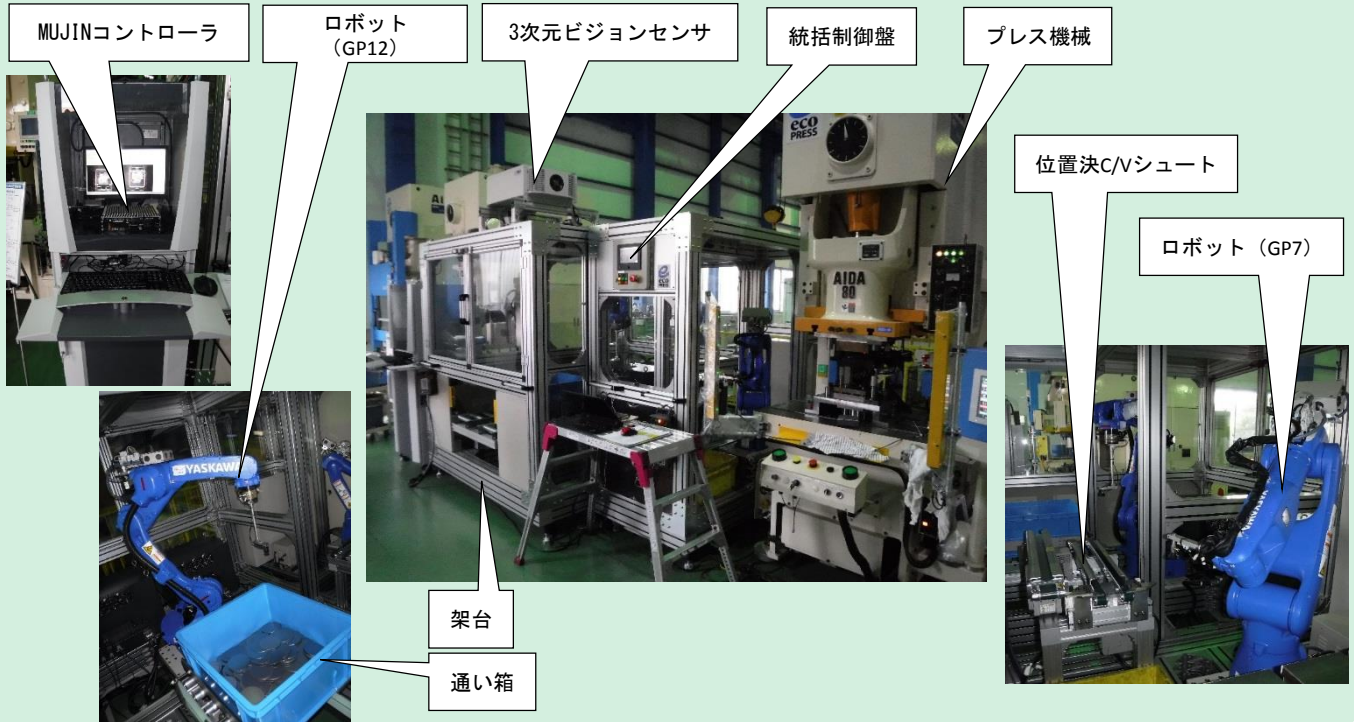 MUJINコントローラ
ロボット
（GP12）
3次元ビジョンセンサ
統括制御盤
プレス機械
位置決C/Vシュート
ロボット（GP7）
架台
通い箱
eco
PRESS
AIDA
80
eco
PRESS
YASKAWA